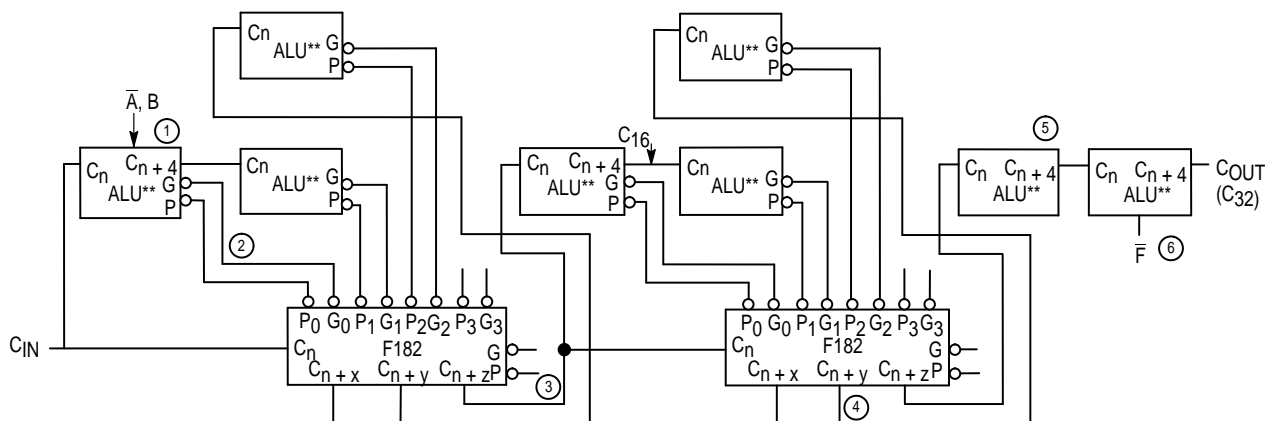 Cn
ALU**
G
P
Cn
ALU**
G
P
A̅, B
1
Cn
Cn + 4
ALU**
G
P
Cn
ALU**
G
P
2
C16
Cn
Cn + 4
ALU**
G
P
Cn
ALU**
G
P
5
Cn
Cn + 4
ALU**
Cn
Cn + 4
ALU**
COUT
(C32)
F̅
6
CIN
P0 G0 P1 G1 P2 G2 P3 G3
Cn
F182
G
P
Cn + x
Cn + y
Cn + z
3
P0 G0 P1 G1 P2 G2 P3 G3
Cn
F182
G
P
Cn + x
Cn + y
Cn + z
4